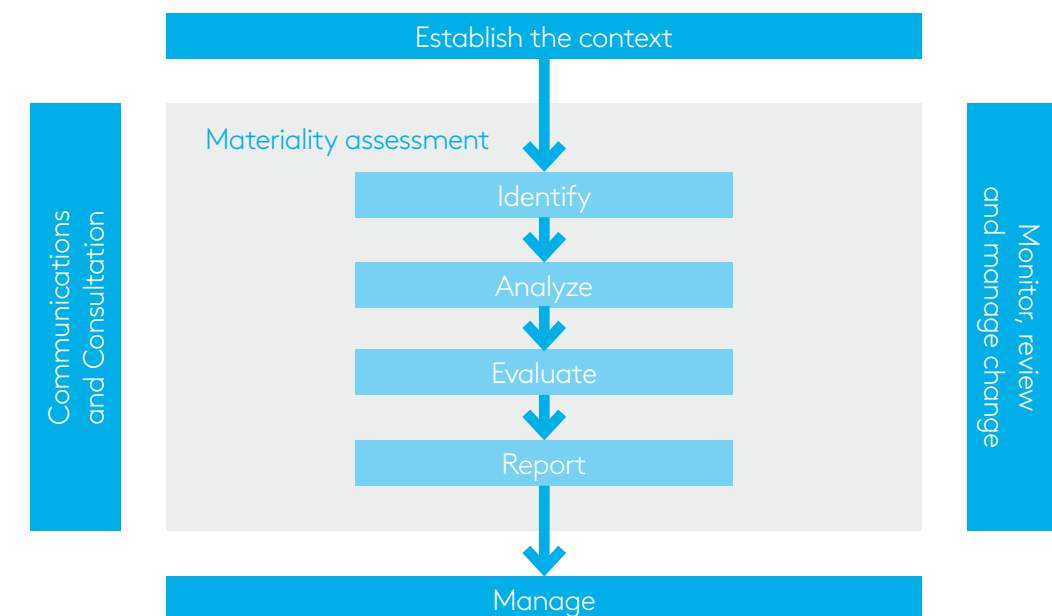 Establish the context
Communications
and Consultation
Materiality assessment
Identify
Analyze
Evaluate
Report
Monitor, review
and manage change
Manage